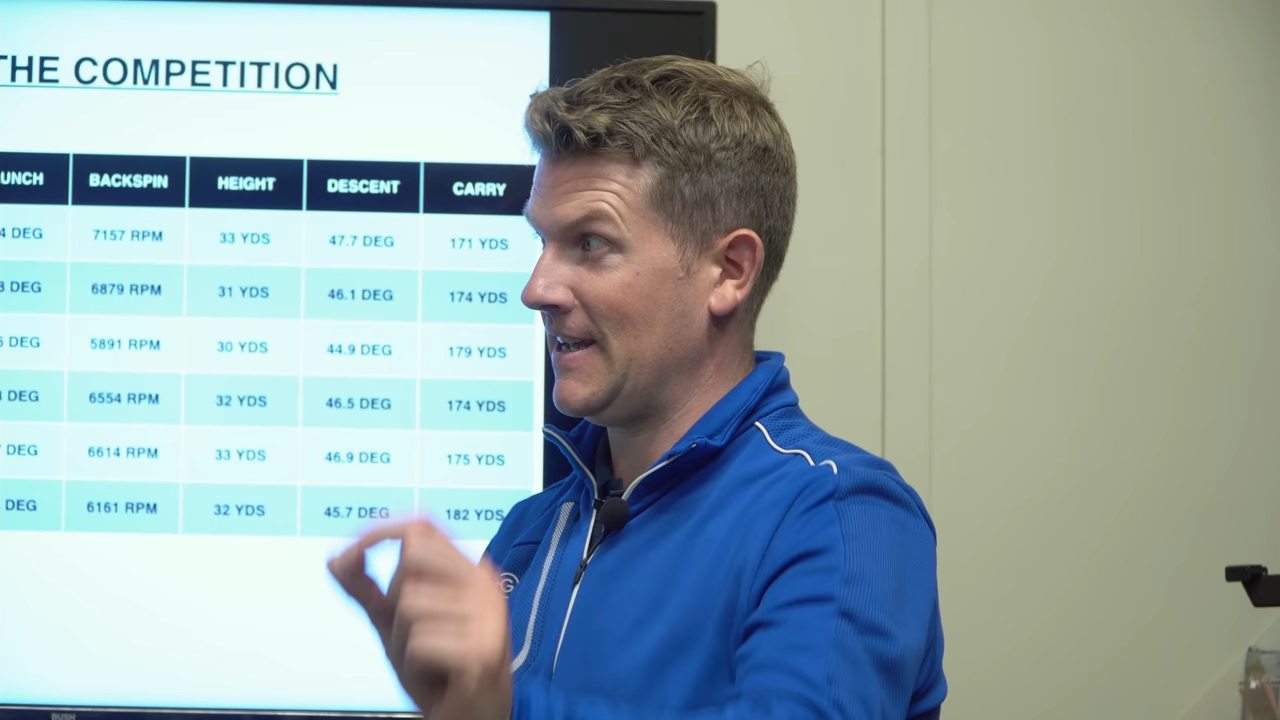 THE COMPETITION
UNCH BACKSPIN HEIGHT DESCENT CARRY
4 DEG 7157 RPM 33 YDS 47.7 DEG 171 YDS
DEG 6879 RPM 31 YDS 46.1 DEG 174 YDS
DEG 5891 RPM 30 YDS 44.9 DEG 179 YDS
DEG 6554 RPM 32 YDS 46.5 DEG 174 YDS
DEG 6614 RPM 33 YDS 46.9 DEG 175 YDS
DEG 6161 RPM 32 YDS 45.7 DEG 182 YDS
BUSH